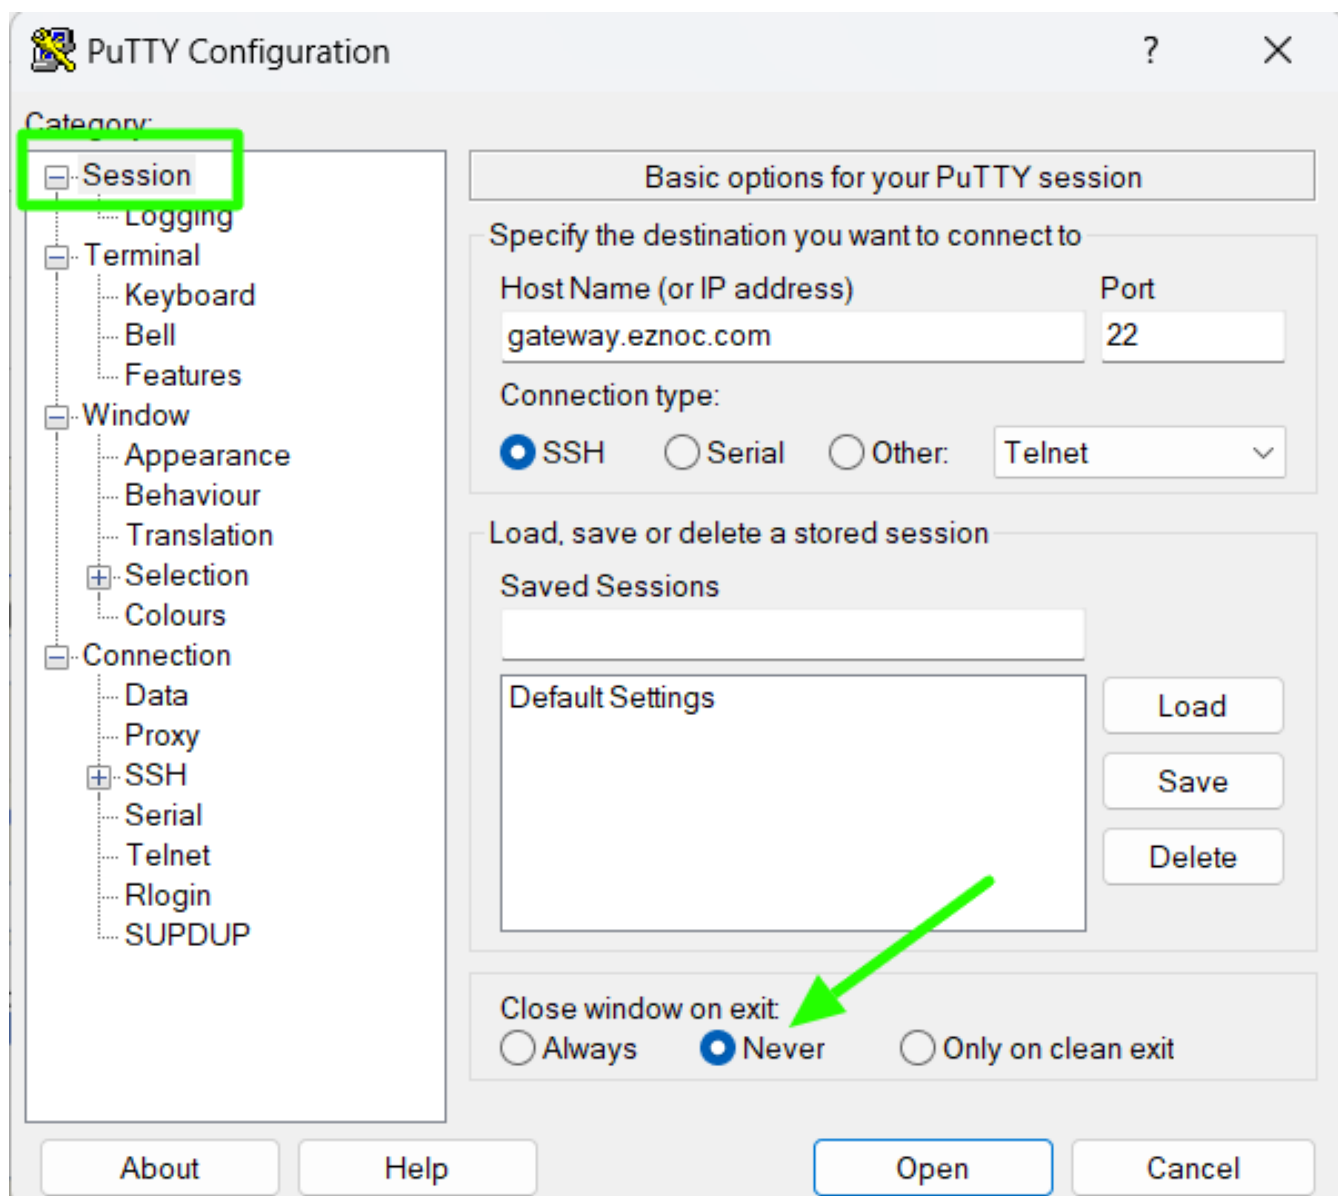 PuTTY Configuration
?
Category:
Session
Logging
Terminal
Keyboard
Bell
Features
Window
Appearance
Behaviour
Translation
Selection
Colours
Connection
Data
Proxy
SSH
Serial
Telnet
Rlogin
SUPDUP
Basic options for your PuTTY session
Specify the destination you want to connect to
Host Name (or IP address) Port
gateway.eznoc.com 22
Connection type:
SSH Serial Other: Telnet
Load, save or delete a stored session
Saved Sessions
Default Settings
Load
Save
Delete
Close window on exit:
Always Never Only on clean exit
About Help Open Cancel